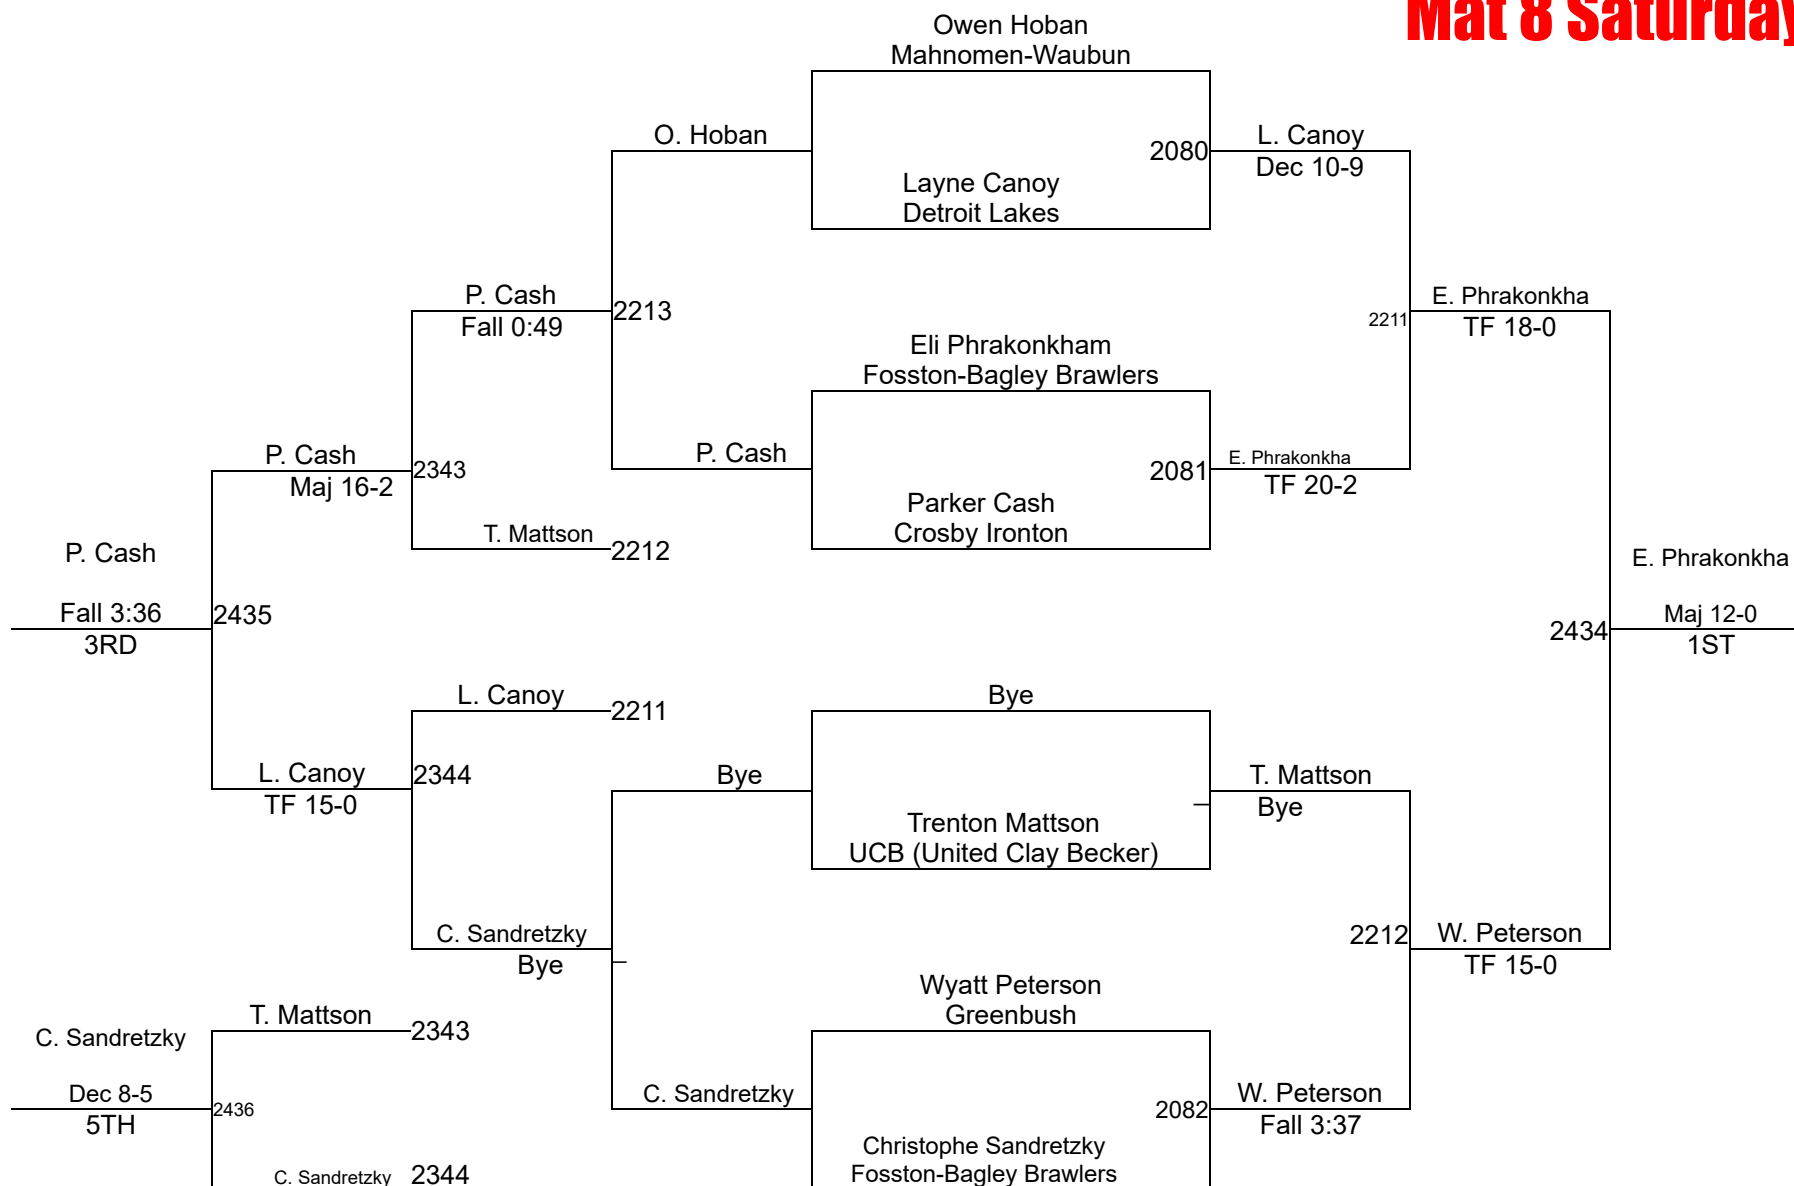 Mat 8 Saturday
Owen Hoban
Mahnomen-Waubun
O. Hoban
2080
L. Canoy
Dec 10-9
Layne Canoy
Detroit Lakes
P. Cash
Fall 0:49
2213
2211
E. Phrakonkha
TF 18-0
Eli Phrakonkham
Fosston-Bagley Brawlers
P. Cash
Maj 16-2
2343
P. Cash
2081
E. Phrakonkha
TF 20-2
Parker Cash
Crosby Ironton
T. Mattson
2212
P. Cash
Fall 3:36
3RD
2435
2434
E. Phrakonkha
Maj 12-0
1ST
L. Canoy
2211
Bye
L. Canoy
TF 15-0
2344
Bye
T. Mattson
Bye
Trenton Mattson
UCB (United Clay Becker)
C. Sandretzky
Bye
2212
W. Peterson
TF 15-0
Wyatt Peterson
Greenbush
T. Mattson
2343
C. Sandretzky
Dec 8-5
5TH
2436
C. Sandretzky
2082
W. Peterson
Fall 3:37
Christophe Sandretzky
Fosston-Bagley Brawlers
C. Sandretzky
2344